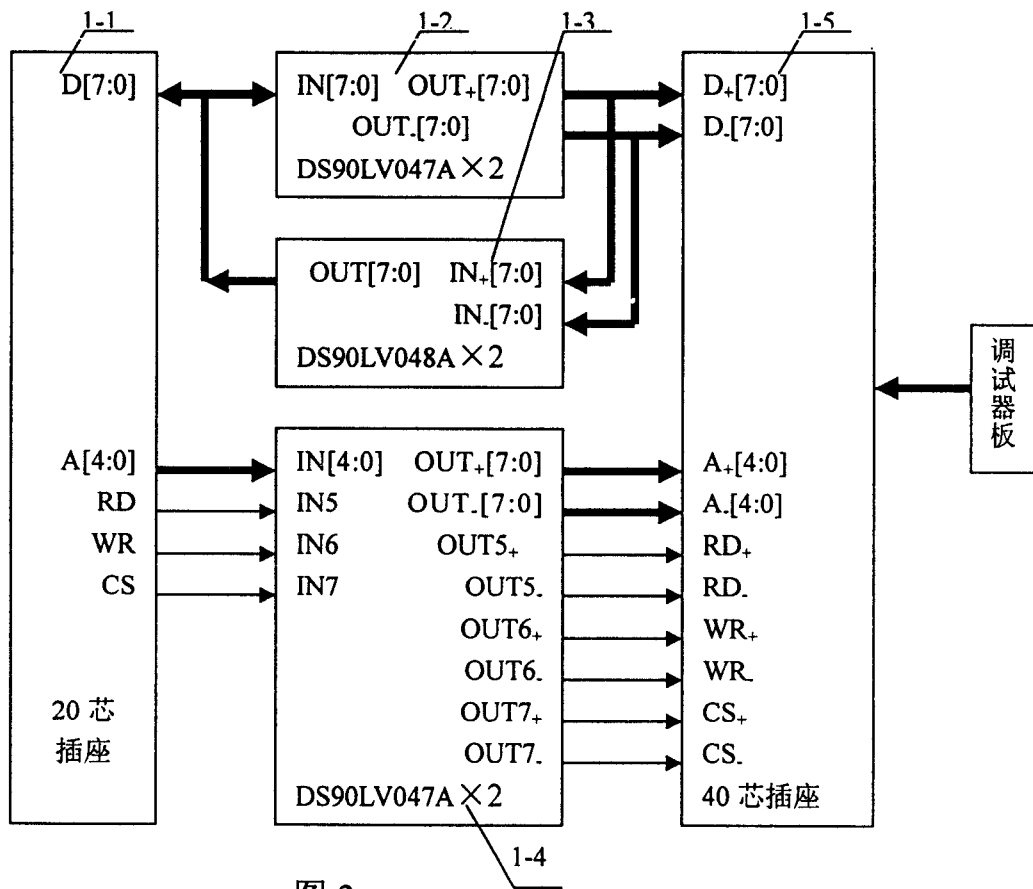 1-1
1-2
1-3
1-5
D[7:0]
IN[7:0] OUT₊[7:0]
OUT₋[7:0]
DS90LV047A×2
D₊[7:0]
D₋[7:0]
OUT[7:0] IN₊[7:0]
IN₋[7:0]
DS90LV048A×2
调
试
器
板
A[4:0]
RD
WR
CS
20 芯
插座
IN[4:0] OUT₊[7:0]
IN5 OUT₋[7:0]
IN6 OUT5₊
IN7 OUT5₋
OUT6₊
OUT6₋
OUT7₊
OUT7₋
DS90LV047A×2
A₊[4:0]
A₋[4:0]
RD₊
RD₋
WR₊
WR₋
CS₊
CS₋
40 芯插座
1-4